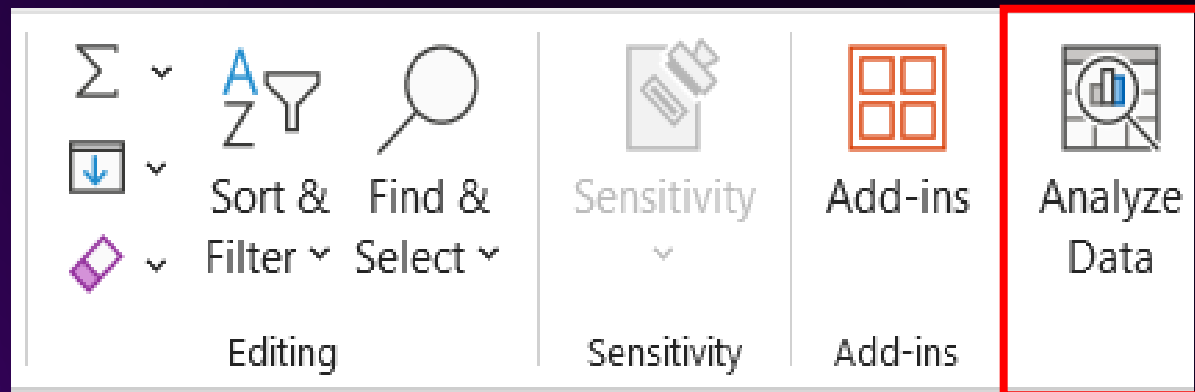 Sort &
Filter
Find &
Select
Editing
Sensitivity
Sensitivity
Add-ins
Add-ins
Analyze
Data